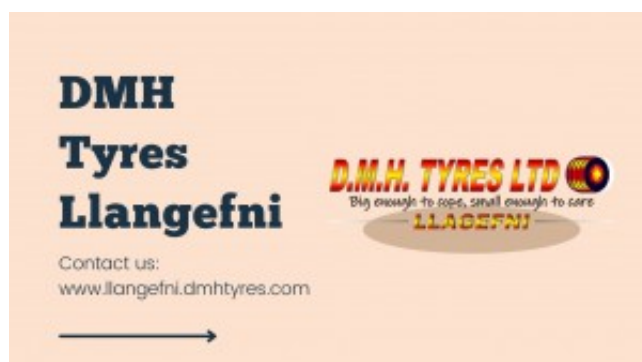 DMH
Tyres
Llangefni
Contact us:
www.llangefni.dmhtyres.com
D.M.H. TYRES LTD
Big enough to cope, small enough to care
LLAGEFNI